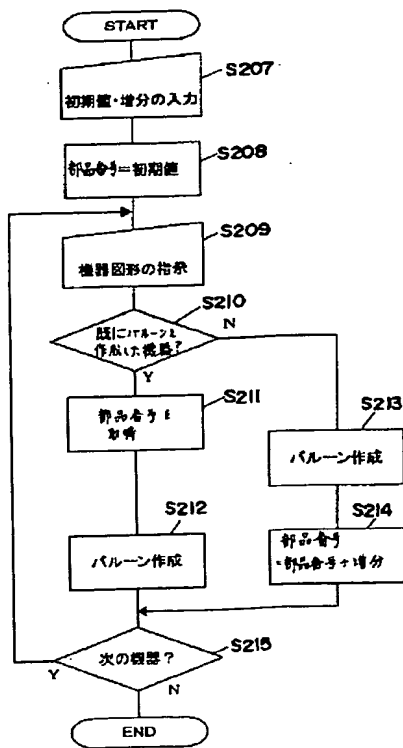 START
S207
初期値・増分の入力
S208
部品番号=初期値
S209
機器図形の指示
S210
既にバルーンを
作成した機器?
N
Y
S211
部品番号を
取得
S213
バルーン作成
S212
バルーン作成
S214
部品番号
=部品番号+増分
S215
次の機器?
Y
N
END